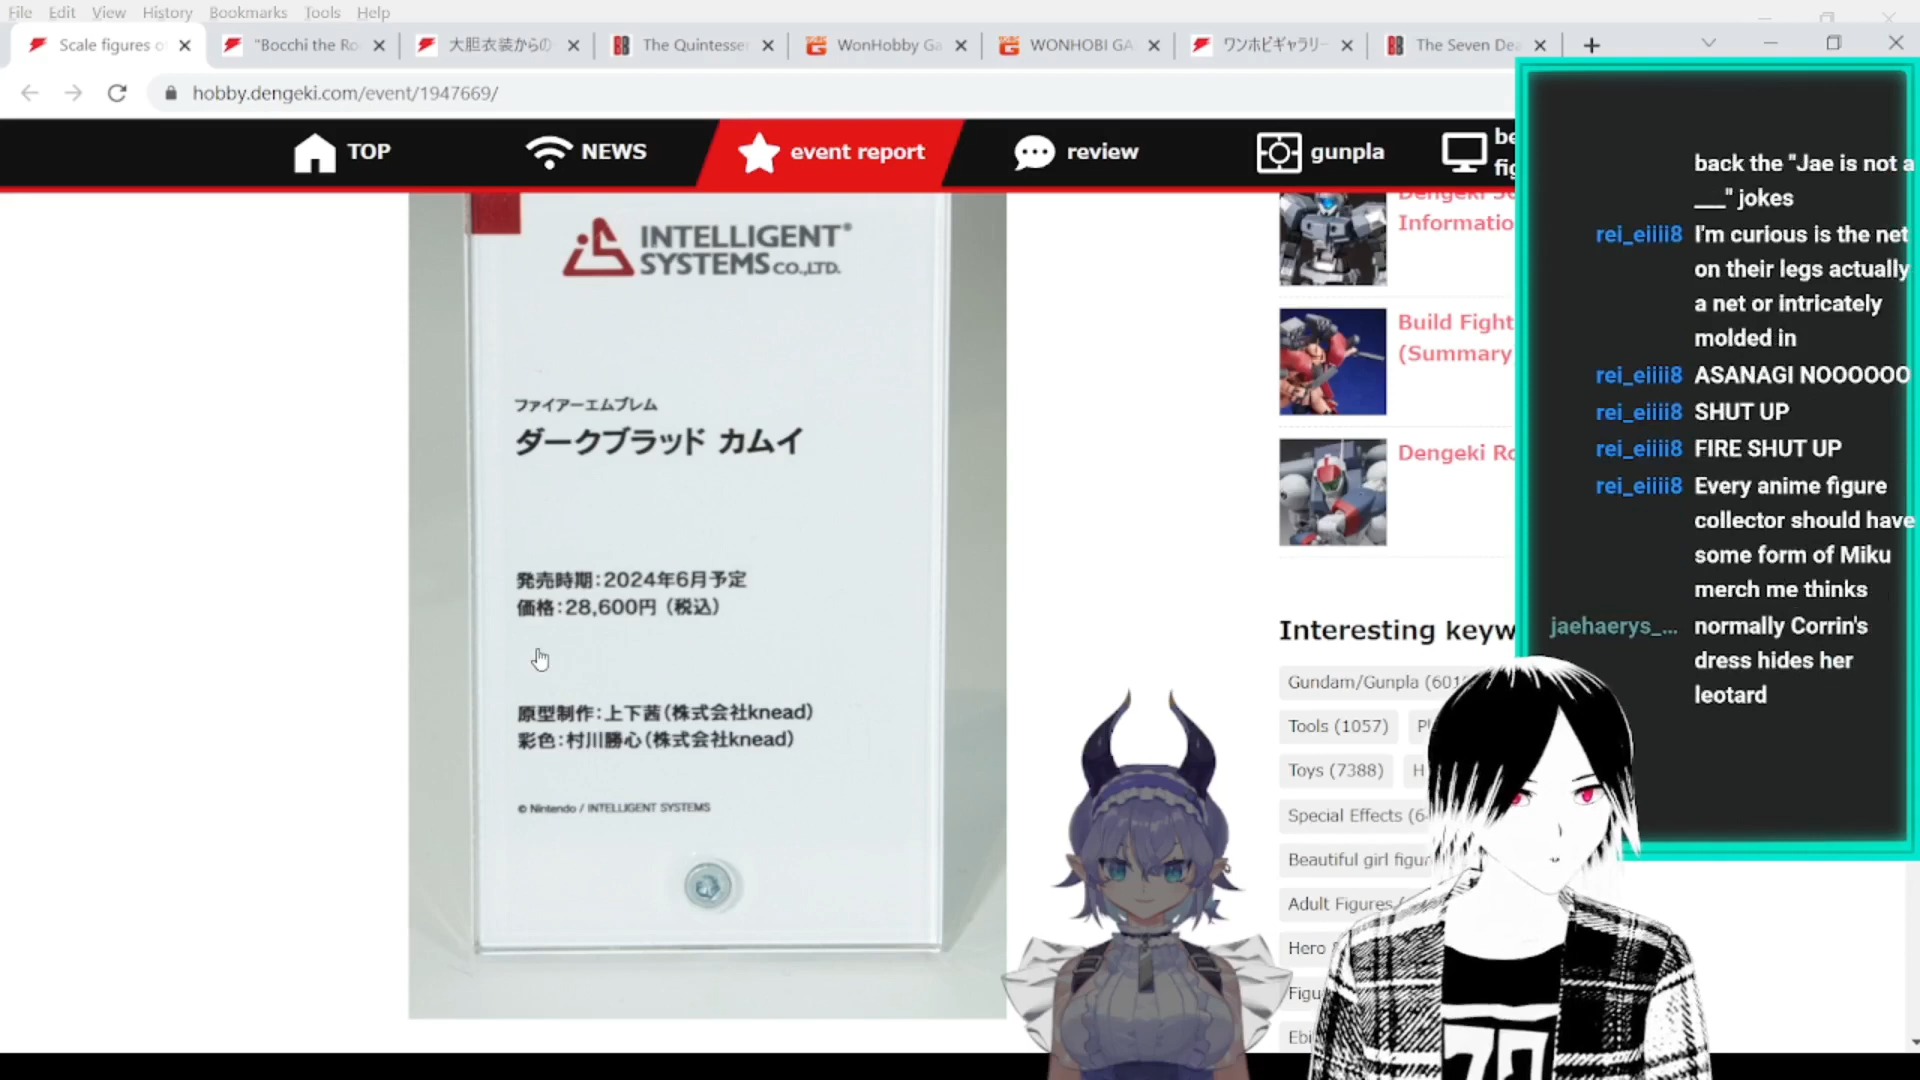 File Edit View History Bookmarks Tools Help
Scale figures o
"Bocchi the Ro
大胆衣装からの
The Quintesser
WonHobby Ga
WONHOBI GA
ワンホビギャラリー
The Seven Dea
hobby.dengeki.com/event/1947669/
TOP
NEWS
event report
review
gunpla
be
fig
INTELLIGENT
SYSTEMS CO.,LTD.
ファイアーエムブレム
ダークブラッド カムイ
発売時期:2024年6月予定
価格:28,600円(税込)
原型制作:上下茜(株式会社knead)
彩色:村川勝心(株式会社knead)
© Nintendo / INTELLIGENT SYSTEMS
Informatio
Build Fight
(Summary)
Dengeki Ro
Interesting keyw
Gundam/Gunpla (601
Tools (1057)
Toys (7388)
H
Special Effects (6
Beautiful girl figur
Adult Figures
Hero
Figu
Ebi
back the "Jae is not a
___" jokes
rei_eiiii8 I'm curious is the net
on their legs actually
a net or intricately
molded in
rei_eiiii8 ASANAGI NOOOOOO
rei_eiiii8 SHUT UP
rei_eiiii8 FIRE SHUT UP
rei_eiiii8 Every anime figure
collector should have
some form of Miku
merch me thinks
jaehaerys_... normally Corrin's
dress hides her
leotard